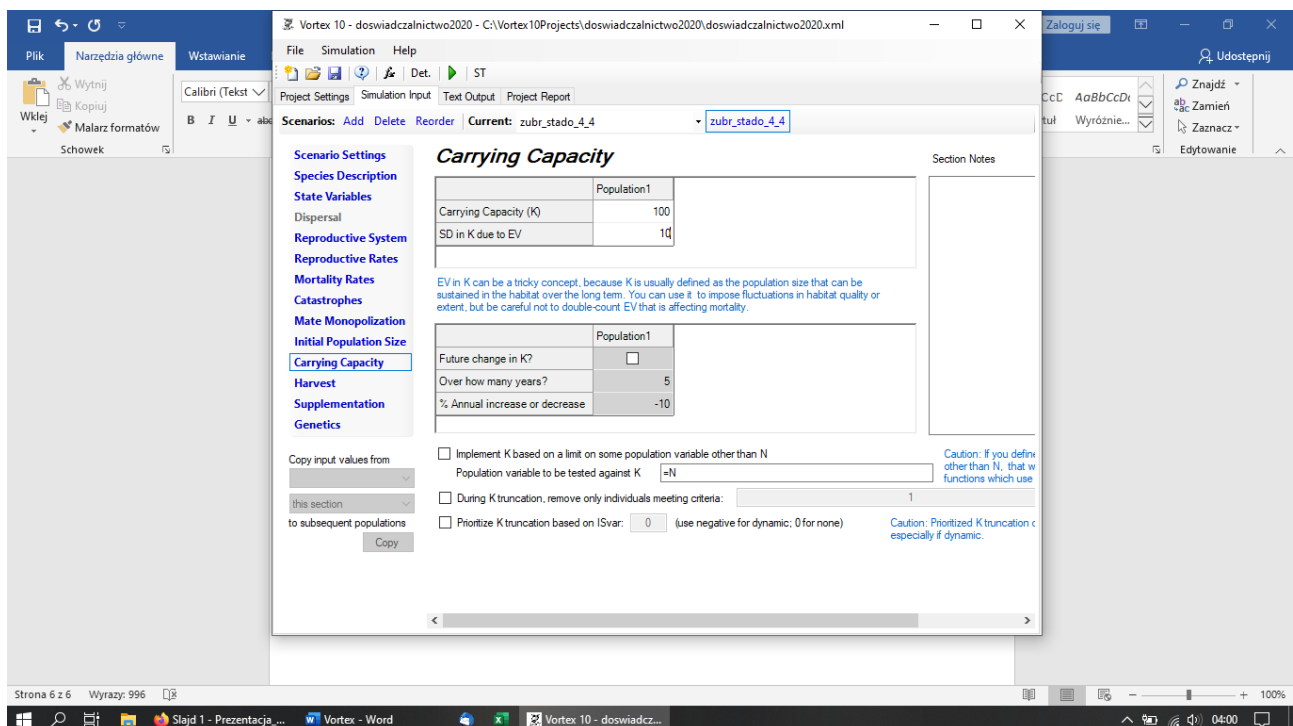 Vortex 10 - doswiadczalnictwo2020 - C:\Vortex10Projects\doswiadczalnictwo2020\doswiadczalnictwo2020.xml
Zaloguj się
Plik Narzędzia główne Wstawianie
Udostępnij
File Simulation Help
Det. ST
Wytnij
Kopiuj
Malarz formatów
Wklej
Schowek
Calibri (Tekst
B I U abc
Project Settings Simulation Input Text Output Project Report
Scenarios: Add Delete Reorder Current: zubr_stado_4_4 zubr_stado_4_4
CcC AaBbCcDc
tuł Wyróżnie...
Znajdź
Zamień
Zaznacz
Edytowanie
Scenario Settings
Species Description
State Variables
Dispersal
Reproductive System
Reproductive Rates
Mortality Rates
Catastrophes
Mate Monopolization
Initial Population Size
Carrying Capacity
Harvest
Supplementation
Genetics
Copy input values from
this section
to subsequent populations
Copy
Carrying Capacity
Section Notes
Population1
Carrying Capacity (K) 100
SD in K due to EV 10
EV in K can be a tricky concept, because K is usually defined as the population size that can be
sustained in the habitat over the long term. You can use it to impose fluctuations in habitat quality or
extent, but be careful not to double-count EV that is affecting mortality.
Population1
Future change in K?
Over how many years? 5
% Annual increase or decrease -10
Implement K based on a limit on some population variable other than N
Population variable to be tested against K =N
Caution: If you define
other than N, that w
functions which use
During K truncation, remove only individuals meeting criteria: 1
Prioritize K truncation based on ISvar: 0 (use negative for dynamic; 0 for none)
Caution: Prioritized K truncation c
especially if dynamic.
Strona 6 z 6 Wyrazy: 996
100%
Slajd 1 - Prezentacja_... Vortex - Word Vortex 10 - doswiadcz... 04:00